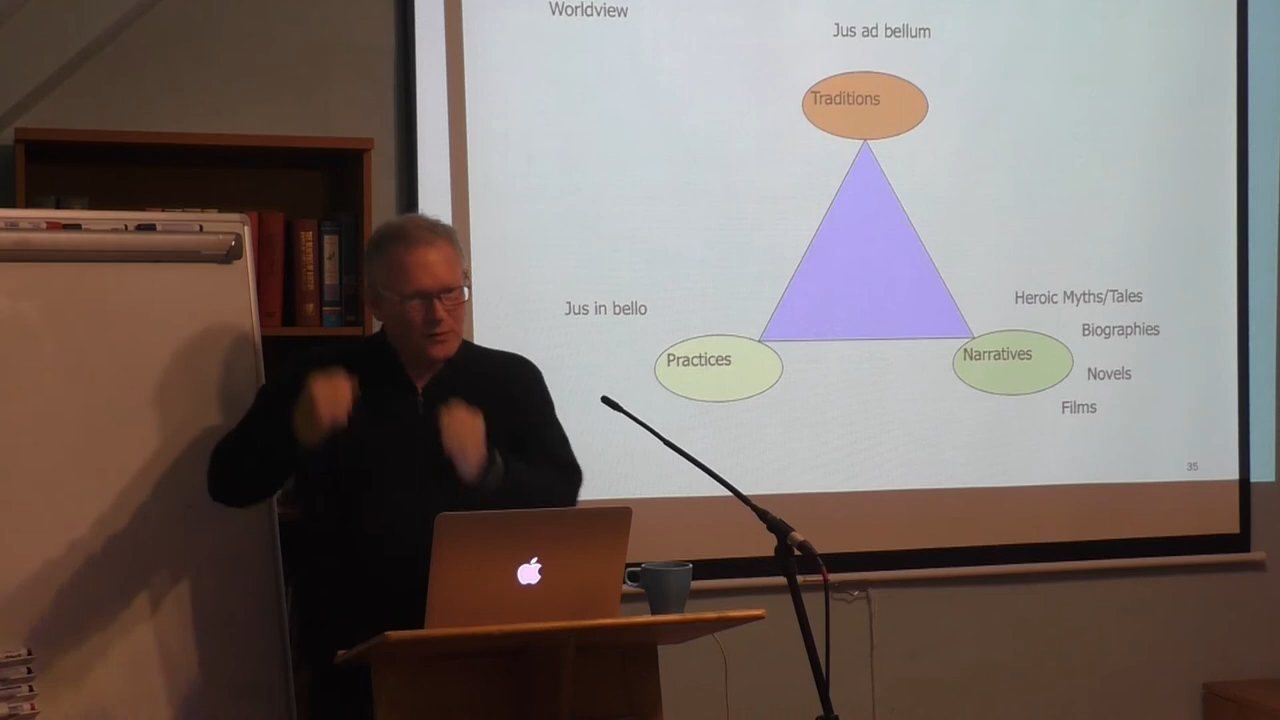 Worldview
Jus ad bellum
Traditions
Heroic Myths/Tales
Jus in bello
Biographies
Practices
Narratives
Novels
Films
35